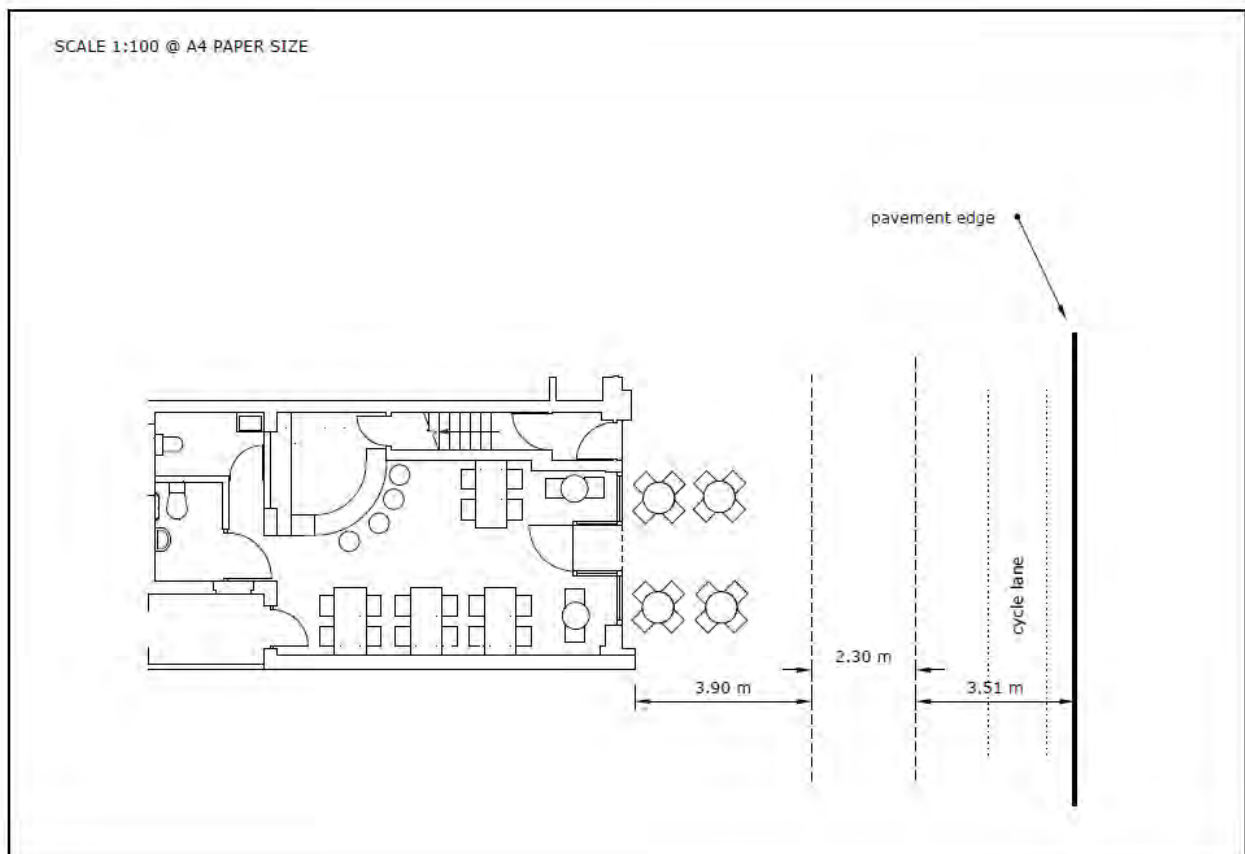 SCALE 1:100 @ A4 PAPER SIZE
pavement edge
cycle lane
2.30 m
3.90 m
3.51 m